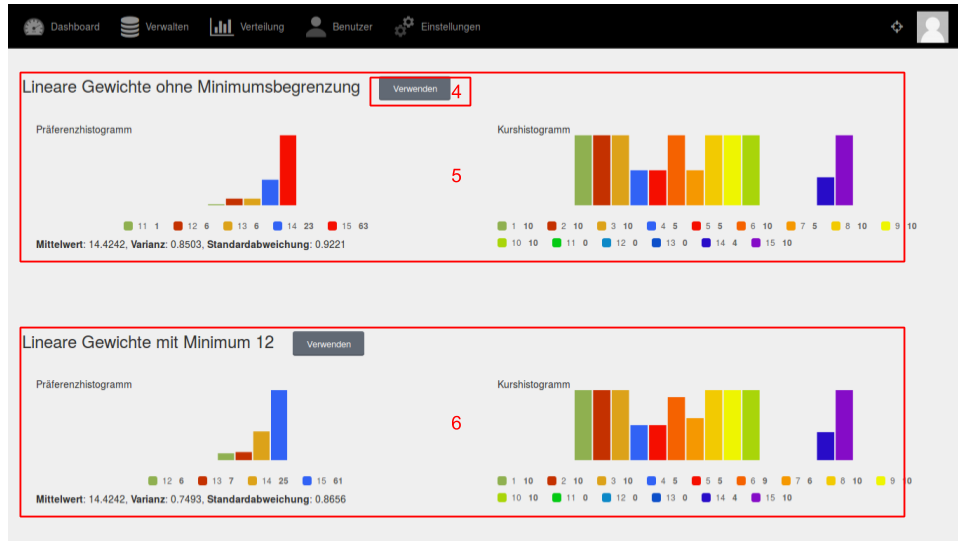 Dashboard Verwalten Verteilung Benutzer Einstellungen
Lineare Gewichte ohne Minimumsbegrenzung Verwenden 4
Präferenzhistogramm Kurshistogramm
5
11 1 12 6 13 6 14 23 15 63 1 10 2 10 3 10 4 5 5 5 6 10 7 5 8 10 9 10
Mittelwert: 14.4242, Varianz: 0.8503, Standardabweichung: 0.9221 10 10 11 0 12 0 13 0 14 4 15 10
Lineare Gewichte mit Minimum 12 Verwenden
Präferenzhistogramm Kurshistogramm
6
12 6 13 7 14 25 15 61 1 10 2 10 3 10 4 5 5 5 6 9 7 6 8 10 9 10
Mittelwert: 14.4242, Varianz: 0.7493, Standardabweichung: 0.8656 10 10 11 0 12 0 13 0 14 4 15 10